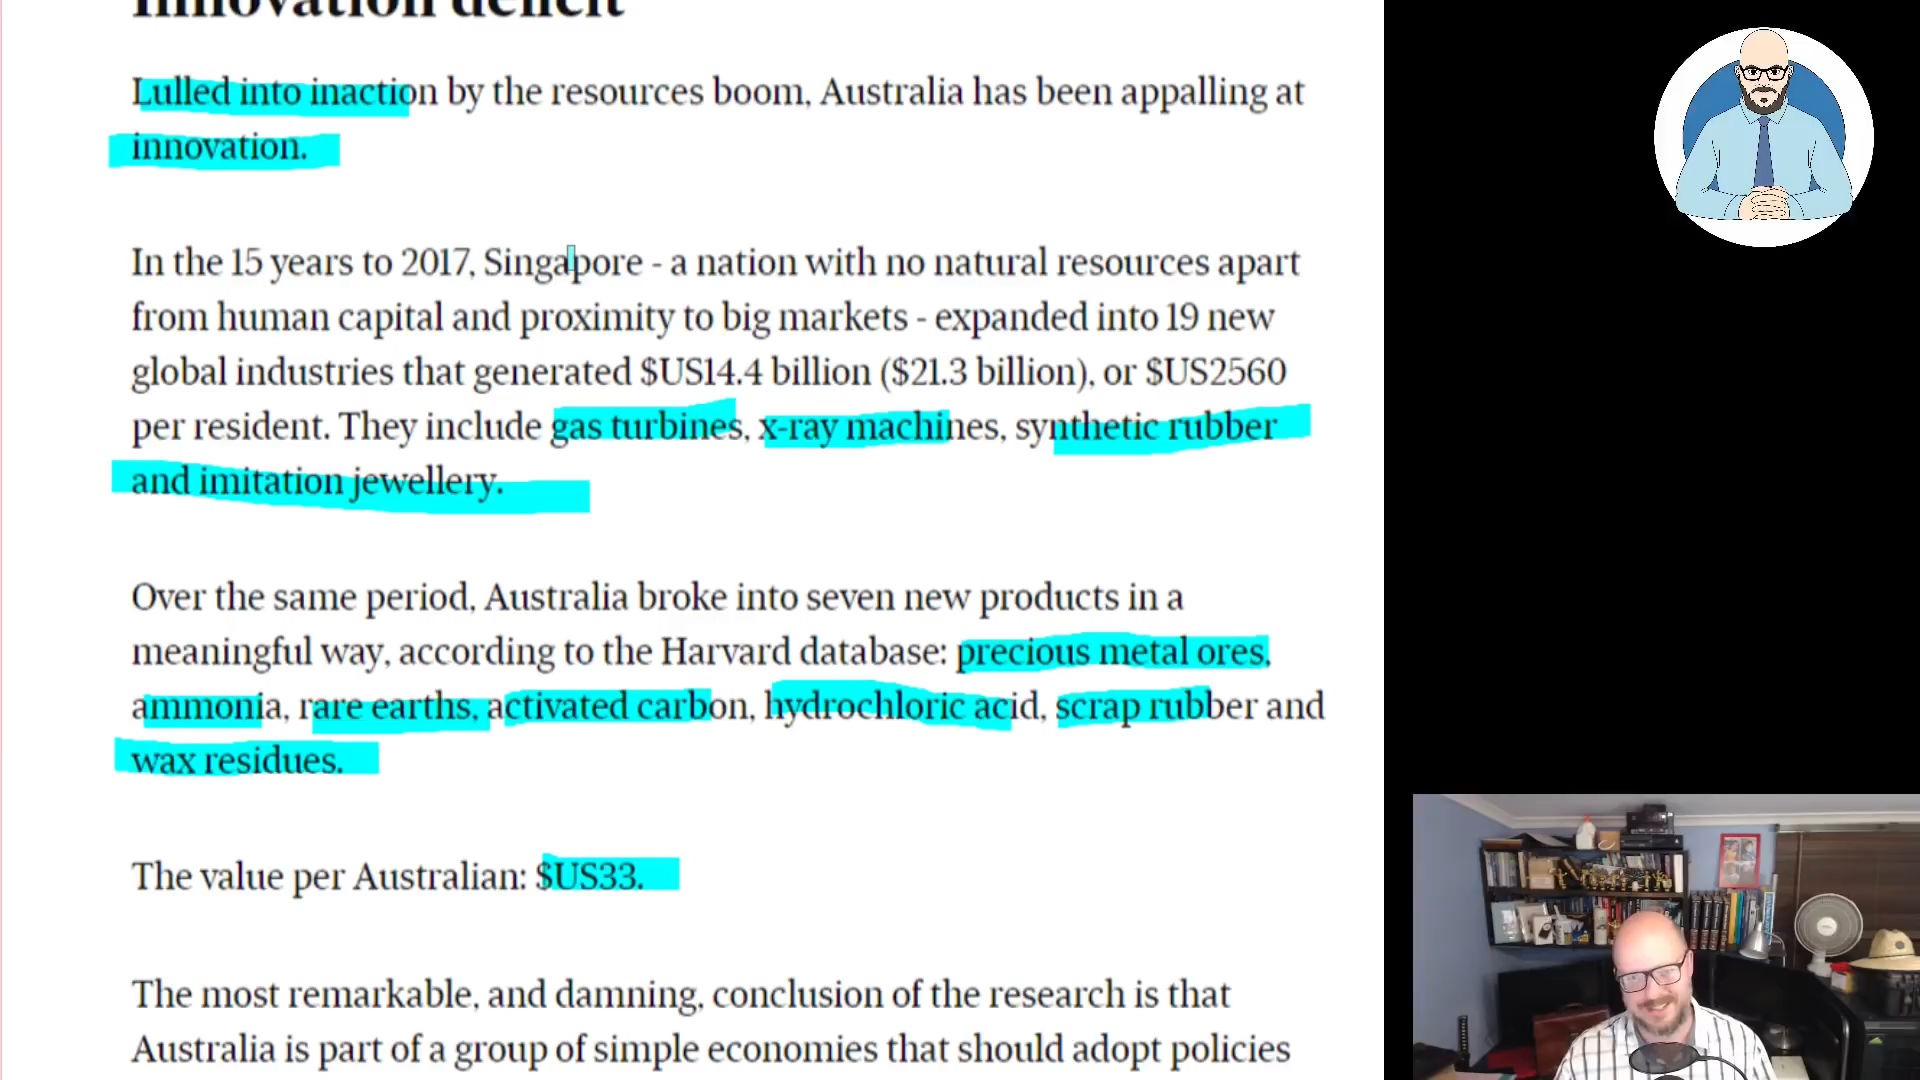 Innovation deficit
Lulled into inaction by the resources boom, Australia has been appalling at
innovation.
In the 15 years to 2017, Singapore - a nation with no natural resources apart
from human capital and proximity to big markets - expanded into 19 new
global industries that generated $US14.4 billion ($21.3 billion), or $US2560
per resident. They include gas turbines, x-ray machines, synthetic rubber
and imitation jewellery.
Over the same period, Australia broke into seven new products in a
meaningful way, according to the Harvard database: precious metal ores,
ammonia, rare earths, activated carbon, hydrochloric acid, scrap rubber and
wax residues.
The value per Australian: $US33.
The most remarkable, and damning, conclusion of the research is that
Australia is part of a group of simple economies that should adopt policies